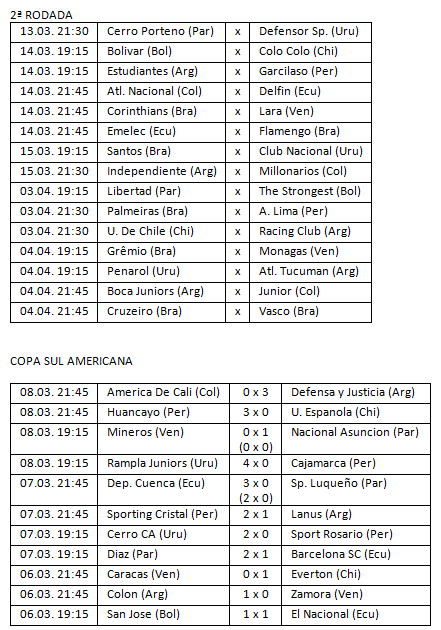 2ª RODADA
13.03. 21:30 Cerro Porteno (Par) x Defensor Sp. (Uru)
14.03. 19:15 Bolivar (Bol) x Colo Colo (Chi)
14.03. 19:15 Estudiantes (Arg) x Garcilaso (Per)
14.03. 21:45 Atl. Nacional (Col) x Delfin (Ecu)
14.03. 21:45 Corinthians (Bra) x Lara (Ven)
14.03. 21:45 Emelec (Ecu) x Flamengo (Bra)
15.03. 19:15 Santos (Bra) x Club Nacional (Uru)
15.03. 21:30 Independiente (Arg) x Millonarios (Col)
03.04. 19:15 Libertad (Par) x The Strongest (Bol)
03.04. 21:30 Palmeiras (Bra) x A. Lima (Per)
03.04. 21:30 U. De Chile (Chi) x Racing Club (Arg)
04.04. 19:15 Grêmio (Bra) x Monagas (Ven)
04.04. 19:15 Penarol (Uru) x Atl. Tucuman (Arg)
04.04. 21:45 Boca Juniors (Arg) x Junior (Col)
04.04. 21:45 Cruzeiro (Bra) x Vasco (Bra)
COPA SUL AMERICANA
08.03. 21:45 America De Cali (Col) 0 x 3 Defensa y Justicia (Arg)
08.03. 21:45 Huancayo (Per) 3 x 0 U. Espanola (Chi)
08.03. 19:15 Mineros (Ven) 0 x 1 Nacional Asuncion (Par)
(0 x 0)
08.03. 19:15 Rampla Juniors (Uru) 4 x 0 Cajamarca (Per)
07.03. 21:45 Dep. Cuenca (Ecu) 3 x 0 Sp. Luqueño (Par)
(2 x 0)
07.03. 21:45 Sporting Cristal (Per) 2 x 1 Lanus (Arg)
07.03. 19:15 Cerro CA (Uru) 2 x 0 Sport Rosario (Per)
07.03. 19:15 Diaz (Par) 2 x 1 Barcelona SC (Ecu)
06.03. 21:45 Caracas (Ven) 0 x 1 Everton (Chi)
06.03. 21:45 Colon (Arg) 1 x 0 Zamora (Ven)
06.03. 19:15 San Jose (Bol) 1 x 1 El Nacional (Ecu)